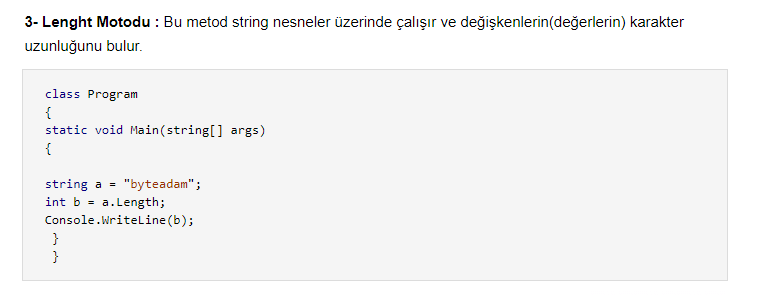 3- Lenght Motodu : Bu metod string nesneler üzerinde çalışır ve değişkenlerin(değerlerin) karakter
uzunluğunu bulur.
class Program
{
static void Main(string[] args)
{
string a = "byteadam";
int b = a.Length;
Console.WriteLine(b);
}
}